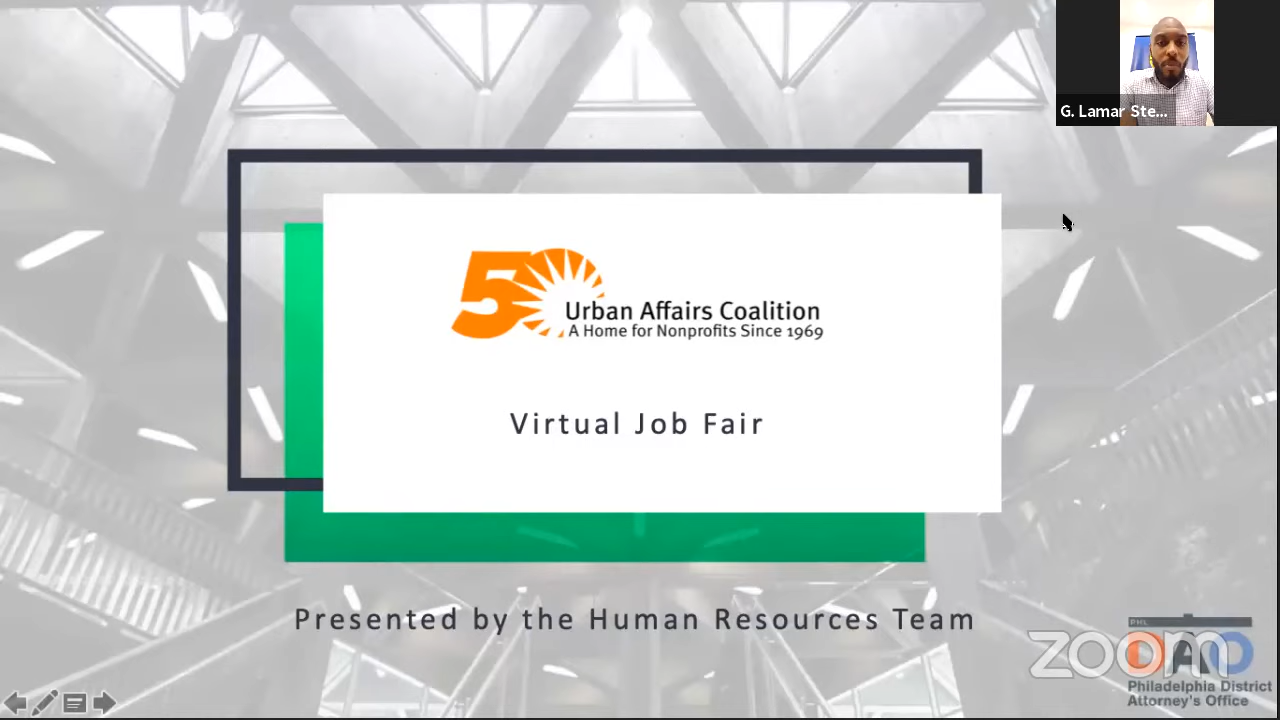 G. Lamar Ste...
50
Urban Affairs Coalition
A Home for Nonprofits Since 1969
Virtual Job Fair
Presented by the Human Resources Team
PHL
zoom
DAO
Philadelphia District
Attorney's Office